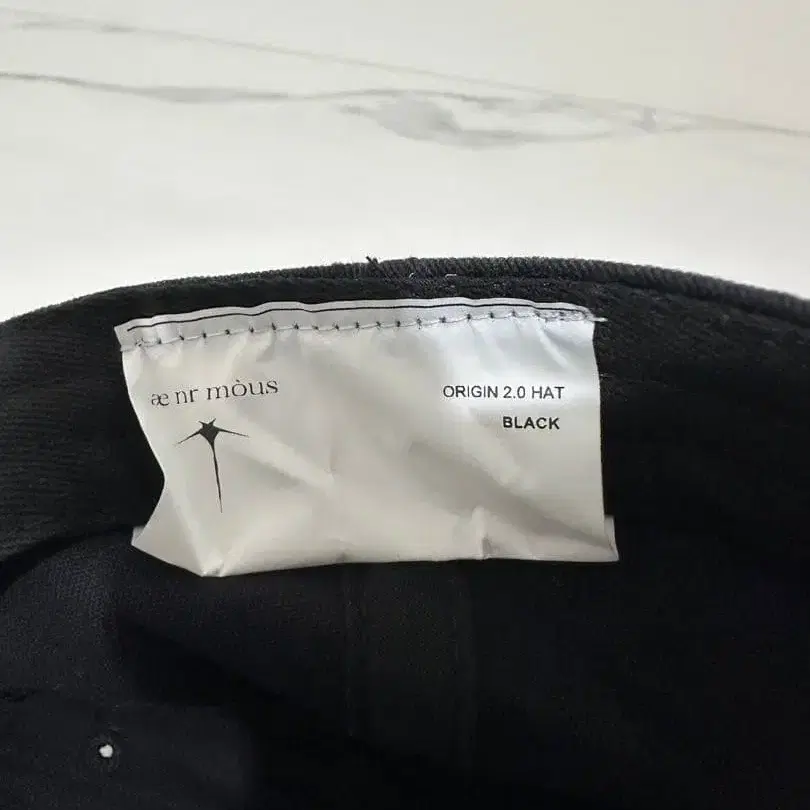 æ nr mòus
ORIGIN 2.0 HAT
BLACK